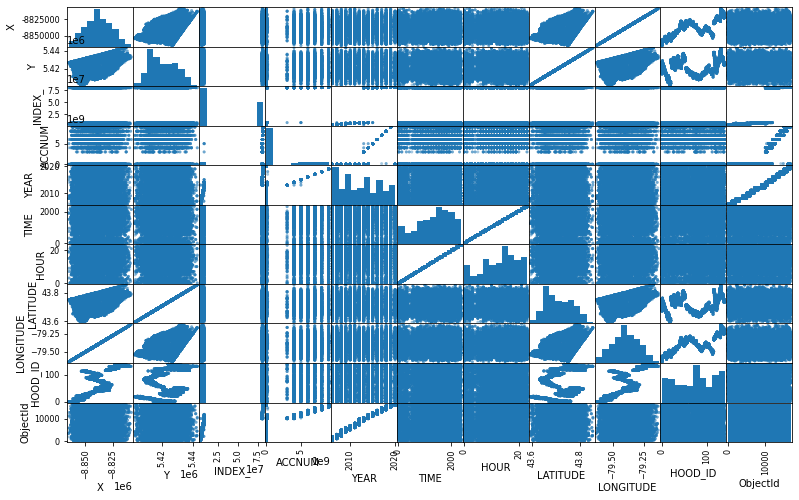 X
-8825000
-8850000
1e6
Y
5.44
5.42
1e7
INDEX_
7.5
5.0
2.5
1e9
ACCNUM
5
0
YEAR
2020
2010
TIME
2000
0
HOUR
20
0
LATITUDE
43.8
43.6
LONGITUDE
-79.25
-79.50
HOOD_ID
100
0
ObjectId
10000
0
-8.850 -8.825 5.42 5.44 2.5 5.0 7.5 0 5 2010 2020 0 2000 0 20 43.6 43.8 -79.50 -79.25 0 100 0 10000
X 1e6 Y 1e6 INDEX_ 1e7 ACCNUM 1e9 YEAR TIME HOUR LATITUDE LONGITUDE HOOD_ID ObjectId